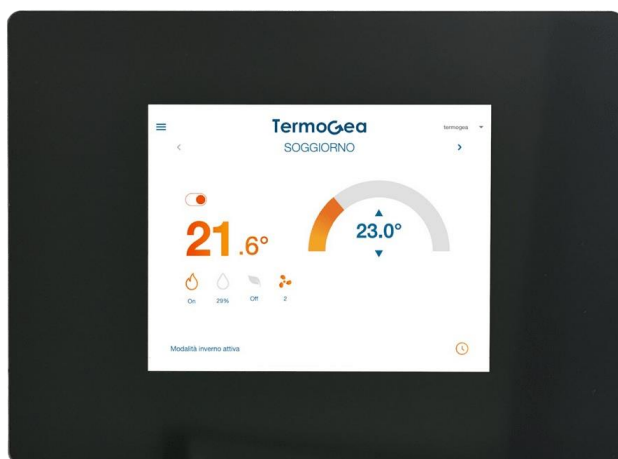 TermoGea
termogea
SOGGIORNO
21.6°
23.0°
On
29%
Off
2
Modalità inverno attiva